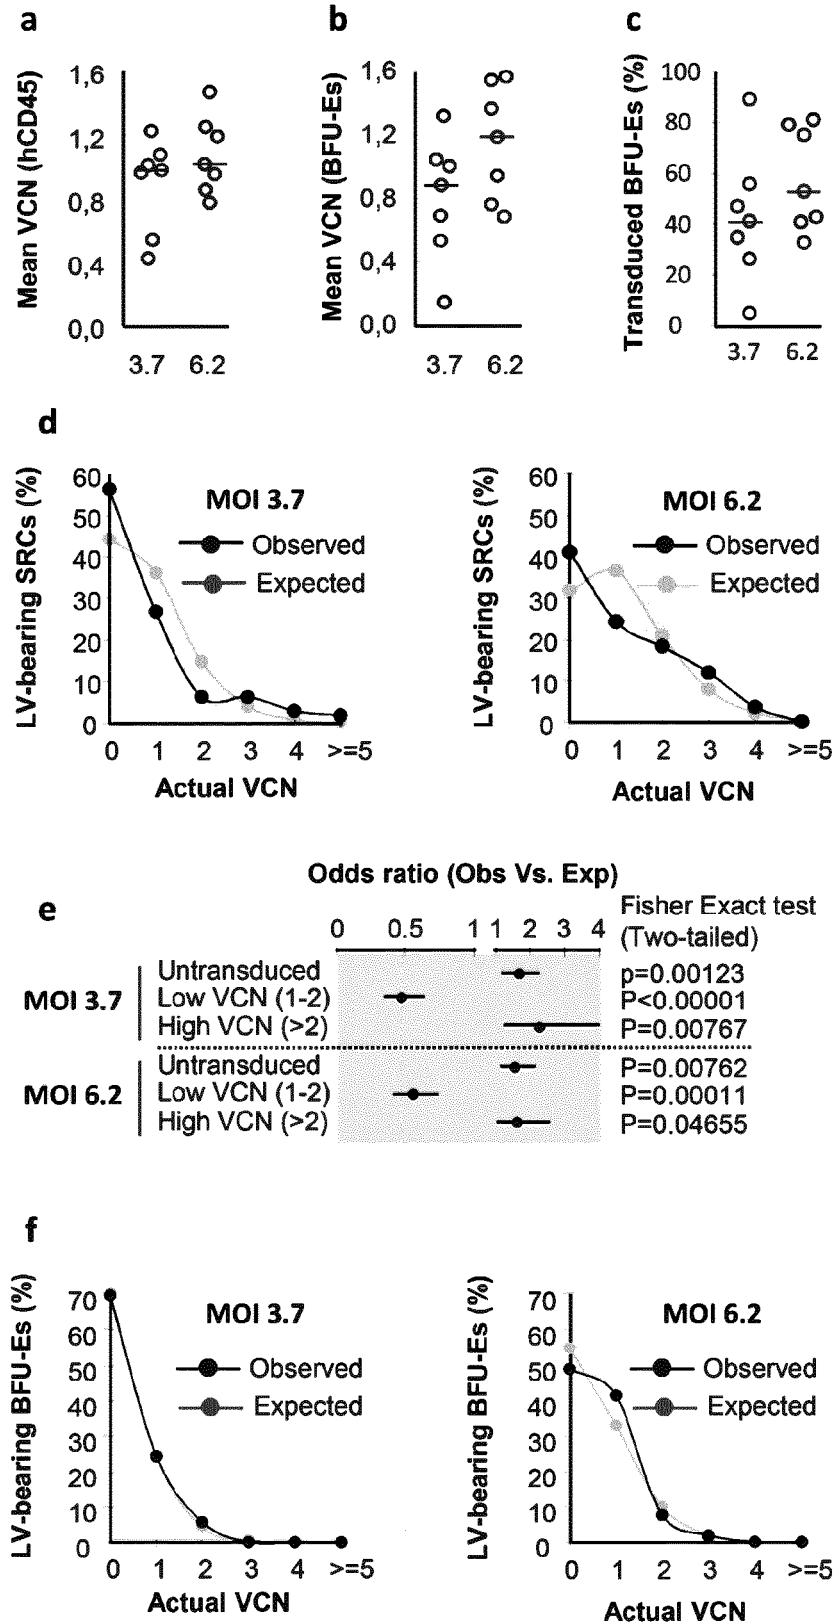 a
b
c
Mean VCN (hCD45)
1,6
1,2
0,8
0,4
0,0
3.7
6.2
Mean VCN (BFU-Es)
1,6
1,2
0,8
0,4
0,0
3.7
6.2
Transduced BFU-Es (%)
100
80
60
40
20
0
3.7
6.2
d
LV-bearing SRCs (%)
60
50
40
30
20
10
0
MOI 3.7
Observed
Expected
0 1 2 3 4 >=5
Actual VCN
LV-bearing SRCs (%)
60
50
40
30
20
10
0
MOI 6.2
Observed
Expected
0 1 2 3 4 >=5
Actual VCN
Odds ratio (Obs Vs. Exp)
e
Fisher Exact test
(Two-tailed)
0 0.5 1 1 2 3 4
MOI 3.7
Untransduced p=0.00123
Low VCN (1-2) P<0.00001
High VCN (>2) P=0.00767
MOI 6.2
Untransduced P=0.00762
Low VCN (1-2) P=0.00011
High VCN (>2) P=0.04655
f
LV-bearing BFU-Es (%)
70
60
50
40
30
20
10
0
MOI 3.7
Observed
Expected
0 1 2 3 4 >=5
Actual VCN
LV-bearing BFU-Es (%)
70
60
50
40
30
20
10
0
MOI 6.2
Observed
Expected
0 1 2 3 4 >=5
Actual VCN